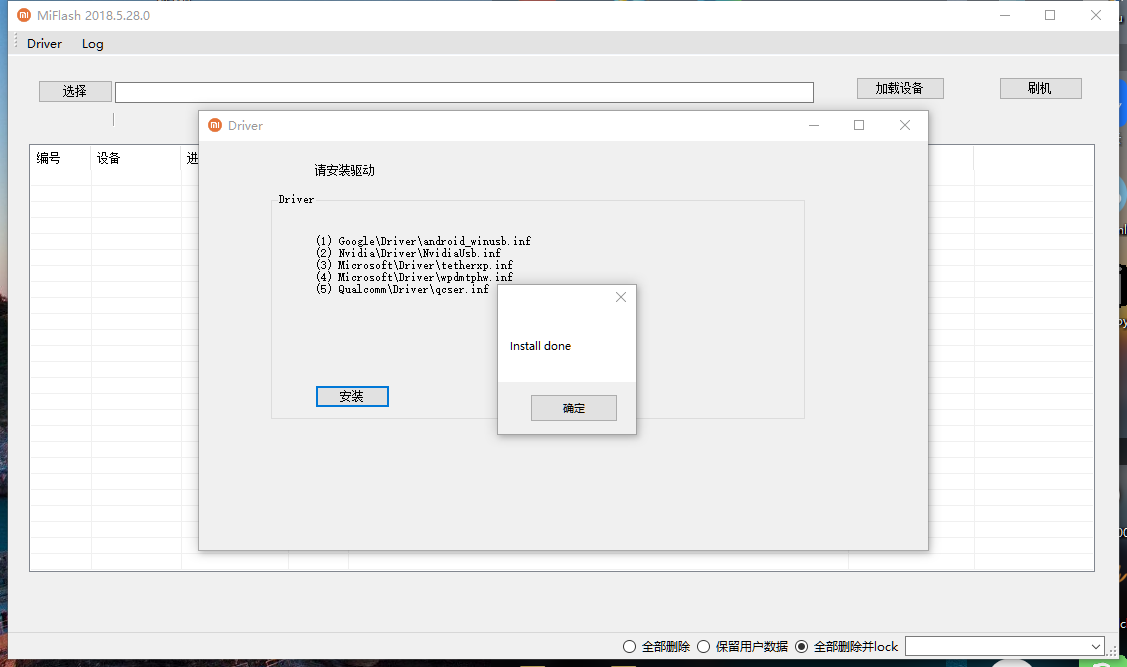 MiFlash 2018.5.28.0
Driver
Log
选择
加载设备
刷机
编号
设备
进
Driver
请安装驱动
Driver
(1) Google\Driver\android_winusb.inf
(2) Nvidia\Driver\NvidiaUsb.inf
(3) Microsoft\Driver\tetherxp.inf
(4) Microsoft\Driver\wpdmtphw.inf
(5) Qualcomm\Driver\qcser.inf
Install done
安装
确定
全部删除
保留用户数据
全部删除并lock